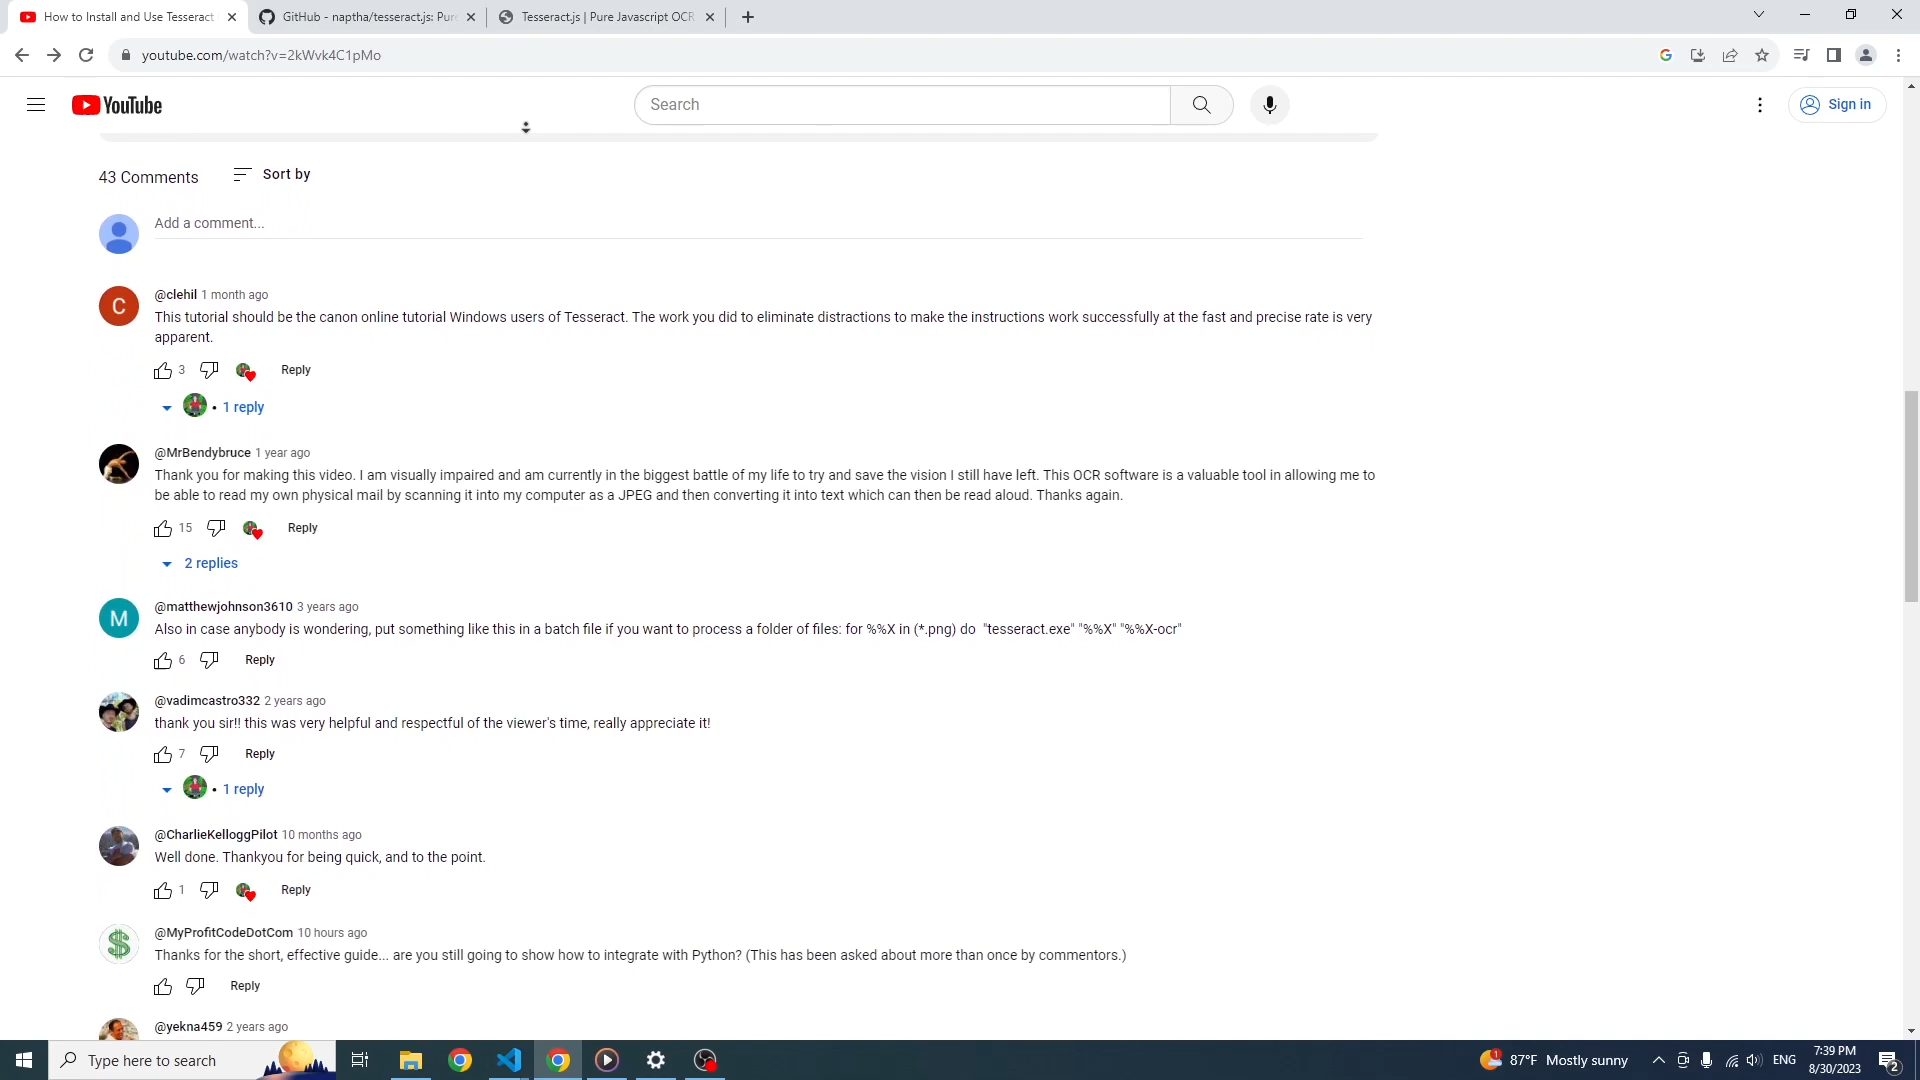 How to Install and Use Tesseract
GitHub - naptha/tesseract.js: Pure
Tesseract.js | Pure Javascript OCR
youtube.com/watch?v=2kWvk4C1pMo
YouTube
Search
Sign in
43 Comments
Sort by
Add a comment...
C
@clehil 1 month ago
This tutorial should be the canon online tutorial Windows users of Tesseract. The work you did to eliminate distractions to make the instructions work successfully at the fast and precise rate is very
apparent.
3 Reply
• 1 reply
@MrBendybruce 1 year ago
Thank you for making this video. I am visually impaired and am currently in the biggest battle of my life to try and save the vision I still have left. This OCR software is a valuable tool in allowing me to
be able to read my own physical mail by scanning it into my computer as a JPEG and then converting it into text which can then be read aloud. Thanks again.
15 Reply
2 replies
M
@matthewjohnson3610 3 years ago
Also in case anybody is wondering, put something like this in a batch file if you want to process a folder of files: for %%X in (*.png) do "tesseract.exe" "%%X" "%%X-ocr"
6 Reply
@vadimcastro332 2 years ago
thank you sir!! this was very helpful and respectful of the viewer's time, really appreciate it!
7 Reply
• 1 reply
@CharlieKelloggPilot 10 months ago
Well done. Thankyou for being quick, and to the point.
1 Reply
$
@MyProfitCodeDotCom 10 hours ago
Thanks for the short, effective guide... are you still going to show how to integrate with Python? (This has been asked about more than once by commentors.)
Reply
@yekna459 2 years ago
Type here to search
1 87°F Mostly sunny
ENG
7:39 PM
8/30/2023
2